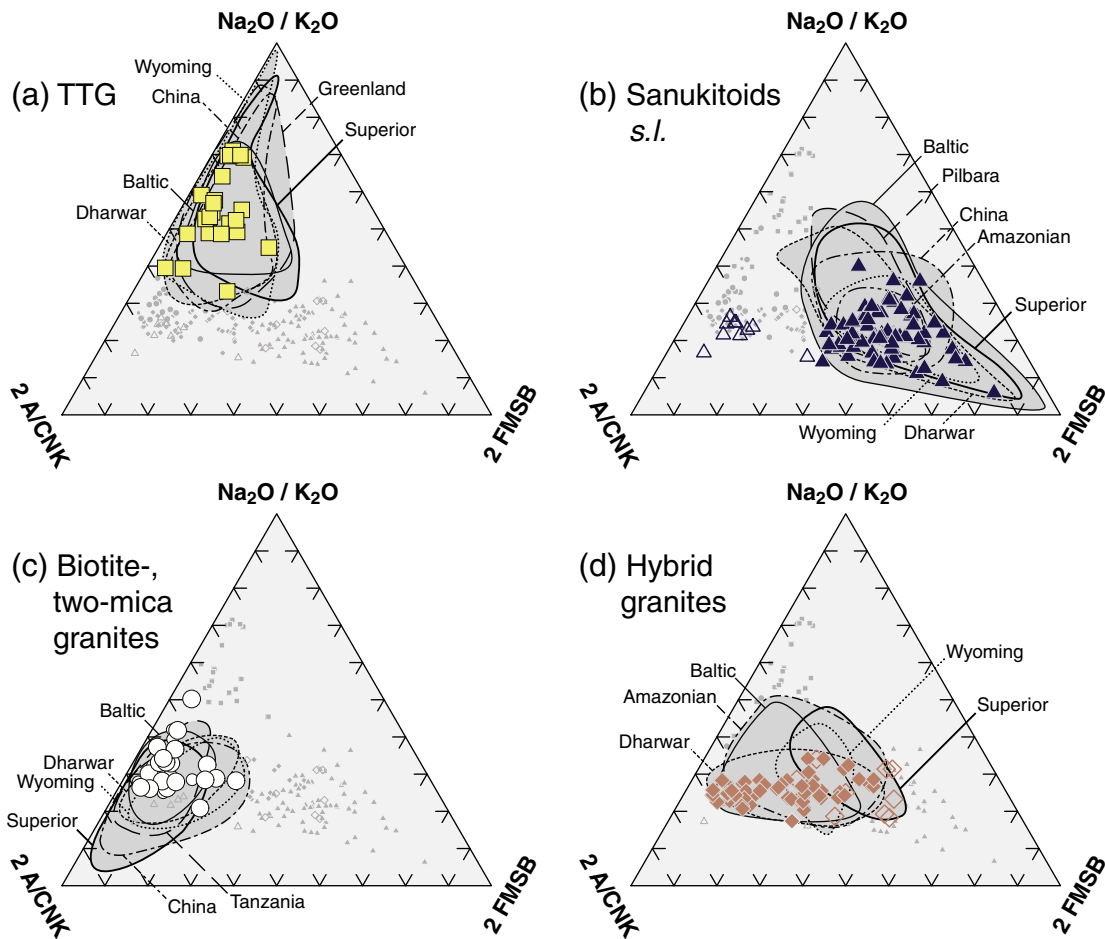 Na₂O / K₂O
(a) TTG
Wyoming
China
Greenland
Superior
Baltic
Dharwar
2 A/CNK
2 FMSB
Na₂O / K₂O
(b) Sanukitoids
s.l.
Baltic
Pilbara
China
Amazonian
Superior
Wyoming
Dharwar
2 A/CNK
2 FMSB
Na₂O / K₂O
(c) Biotite-,
two-mica
granites
Baltic
Dharwar
Wyoming
Superior
China
Tanzania
2 A/CNK
2 FMSB
Na₂O / K₂O
(d) Hybrid
granites
Wyoming
Baltic
Amazonian
Superior
Dharwar
2 A/CNK
2 FMSB